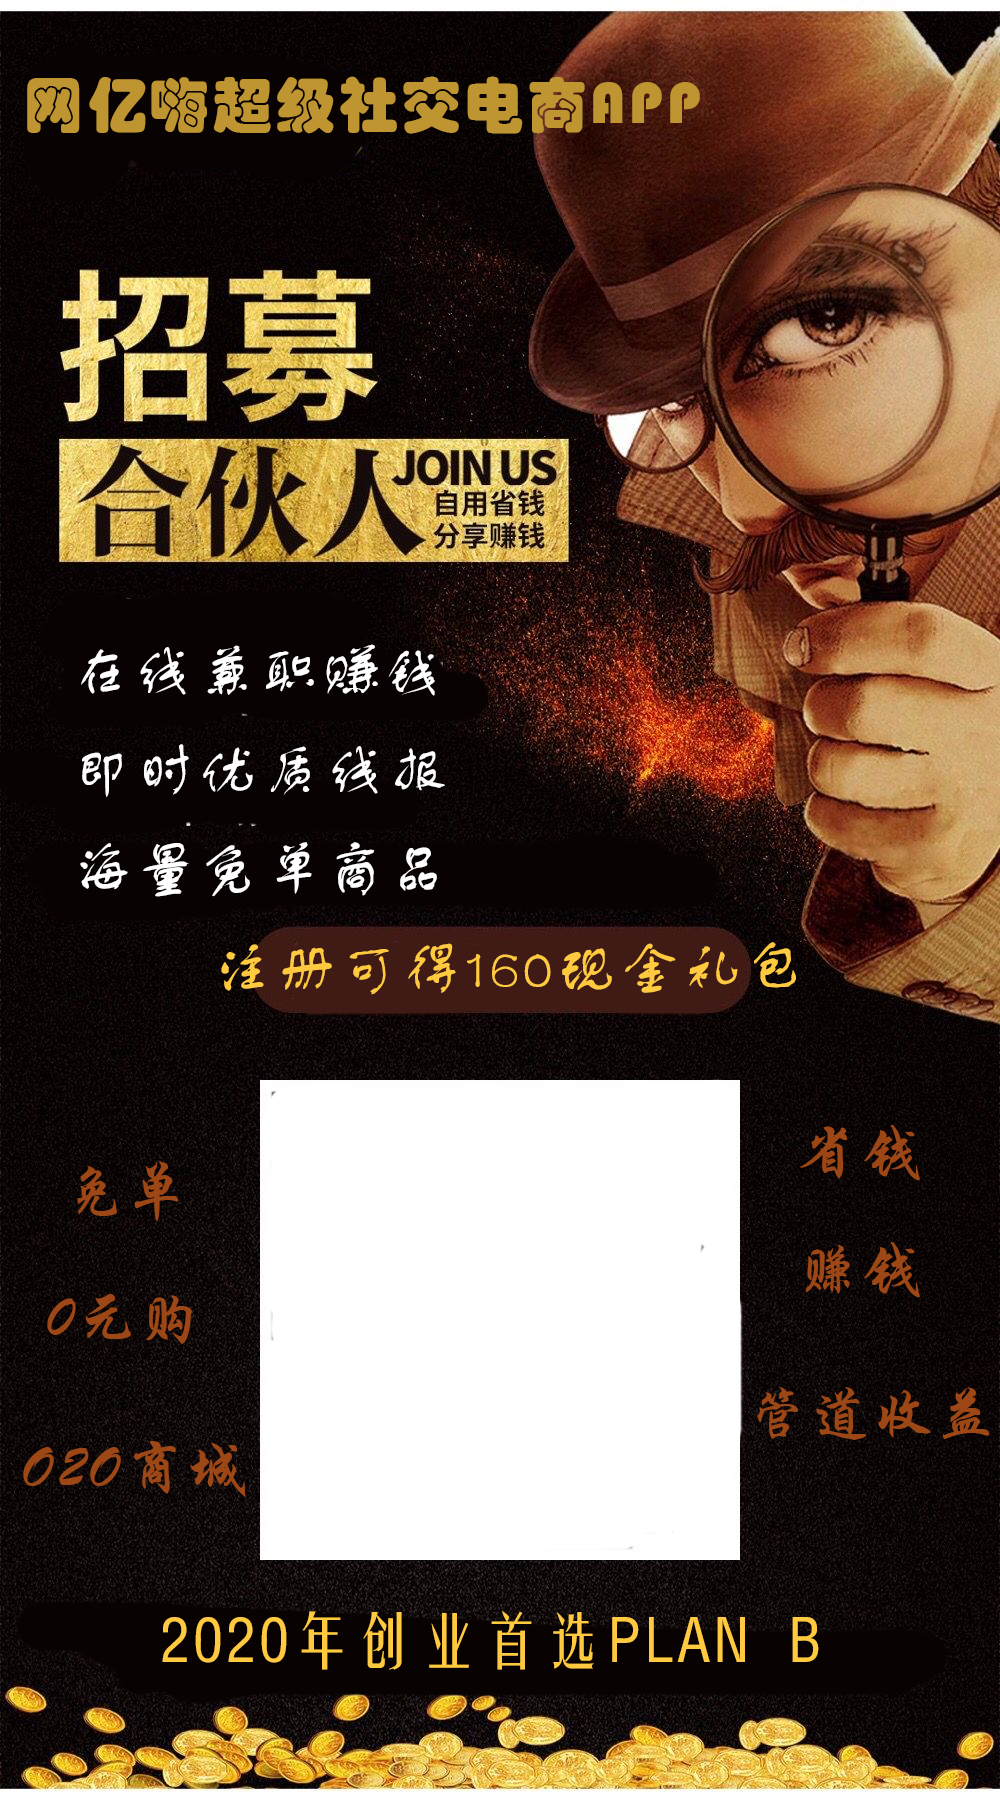 网亿嗨超级社交电商APP
招募
合伙人
JOIN US
自用省钱
分享赚钱
在线兼职赚钱
即时优质线报
海量免单商品
注册可得160现金礼包
免单
0元购
O2O商城
省钱
赚钱
管道收益
2020年创业首选PLAN B